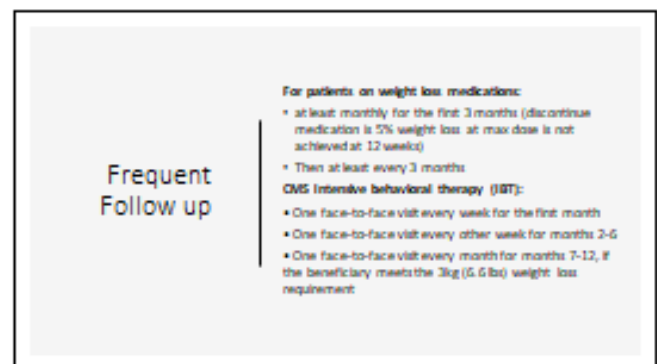 Frequent
Follow up
For patients on weight loss medications:
• at least monthly for the first 3 months (discontinue
medication is 5% weight loss at max dose is not
achieved at 12 weeks)
• Then at least every 3 months
CMS Intensive behavioral therapy (IBT):
• One face-to-face visit every week for the first month
• One face-to-face visit every other week for months 2-6
• One face-to-face visit every month for months 7-12, if
the beneficiary meets the 3kg (6.6 lbs) weight loss
requirement